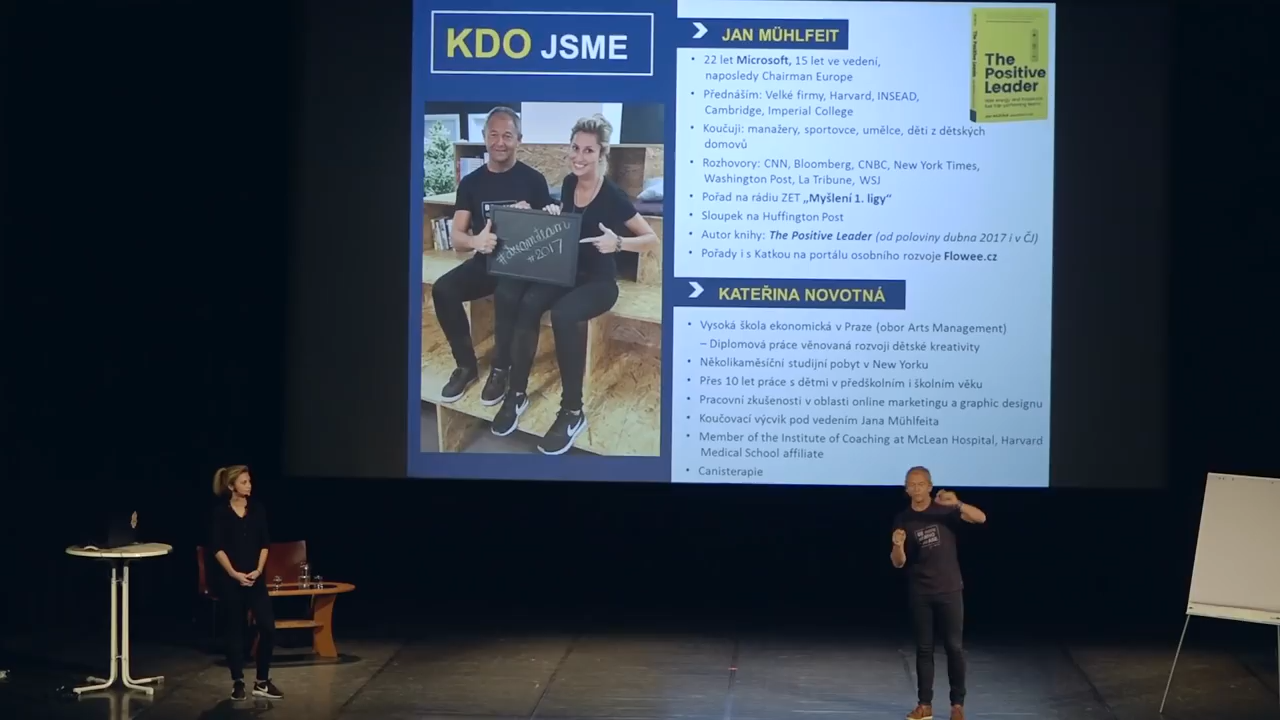 KDO JSME
#dreamteam
#2017
JAN MÜHLFEIT
22 let Microsoft, 15 let ve vedení,
naposledy Chairman Europe
Přednáším: Velké firmy, Harvard, INSEAD,
Cambridge, Imperial College
Koučuji: manažery, sportovce, umělce, děti z dětských
domovů
Rozhovory: CNN, Bloomberg, CNBC, New York Times,
Washington Post, La Tribune, WSJ
Pořad na rádiu ZET „Myšlení 1. ligy“
Sloupek na Huffington Post
Autor knihy: The Positive Leader (od poloviny dubna 2017 i v ČJ)
Pořady i s Katkou na portálu osobního rozvoje Flowee.cz
The
Positive
Leader
KATEŘINA NOVOTNÁ
Vysoká škola ekonomická v Praze (obor Arts Management)
– Diplomová práce věnovaná rozvoji dětské kreativity
Několikaměsíční studijní pobyt v New Yorku
Přes 10 let práce s dětmi v předškolním i školním věku
Pracovní zkušenosti v oblasti online marketingu a graphic designu
Koučovací výcvik pod vedením Jana Mühlfeita
Member of the Institute of Coaching at McLean Hospital, Harvard
Medical School affiliate
Canisterapie